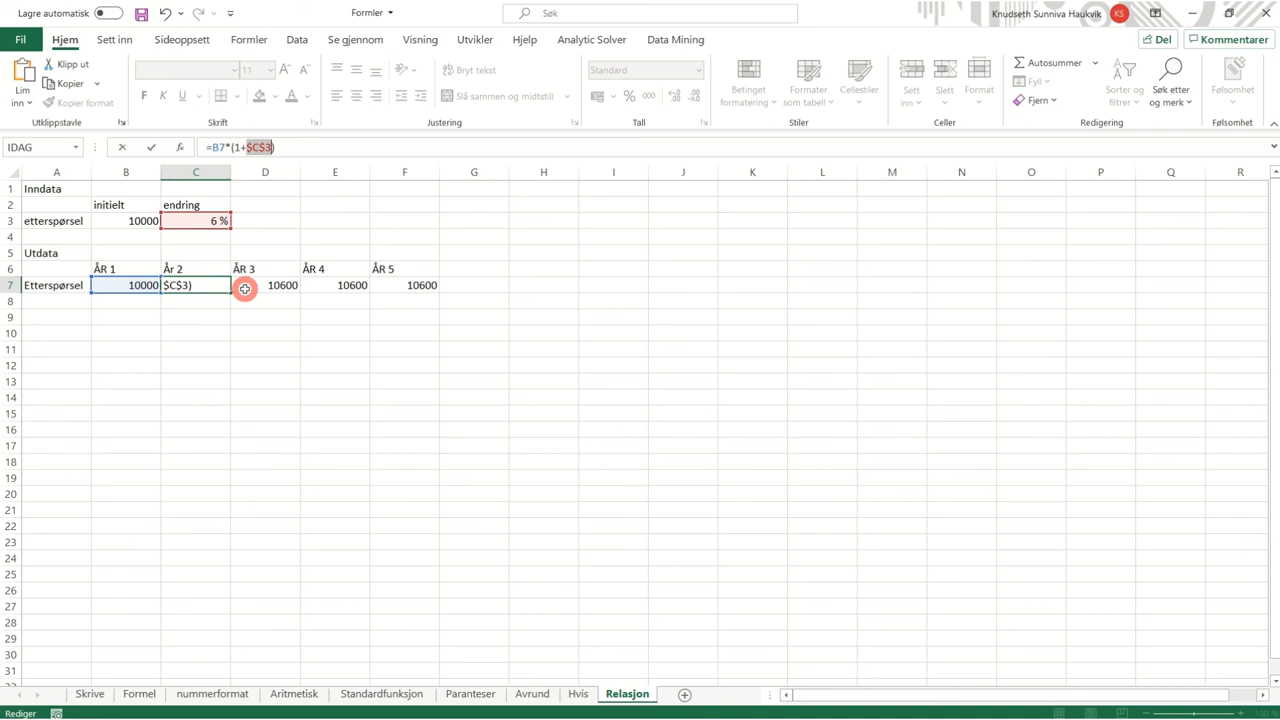 Lagre automatisk
Formler
Søk
Knudseth Sunniva Haukvik
KS
Fil
Hjem
Sett inn
Sideoppsett
Formler
Data
Se gjennom
Visning
Utvikler
Hjelp
Analytic Solver
Data Mining
Del
Kommentarer
Lim
inn
Klipp ut
Kopier
Kopier format
Utklippstavle
11
F
K
U
Skrift
Bryt tekst
Slå sammen og midtstill
Justering
Standard
% 000
Tall
Betinget
formatering
Formater
som tabell
Cellestiler
Stiler
Sett
inn
Slett
Format
Celler
Autosummer
Fyll
Fjern
Sorter og
filtrer
Søk etter
og merk
Redigering
Følsomhet
Følsomhet
IDAG
fx
=B7*(1+$C$3)
A B C D E F G H I J K L M N O P Q R
1 Inndata
2 initielt endring
3 etterspørsel 10000 6 %
4
5 Utdata
6 ÅR 1 År 2 ÅR 3 ÅR 4 ÅR 5
7 Etterspørsel 10000 $C$3) 10600 10600 10600
8
9
10
11
12
13
14
15
16
17
18
19
20
21
22
23
24
25
26
27
28
29
30
31
Skrive Formel nummerformat Aritmetisk Standardfunksjon Paranteser Avrund Hvis Relasjon
Rediger